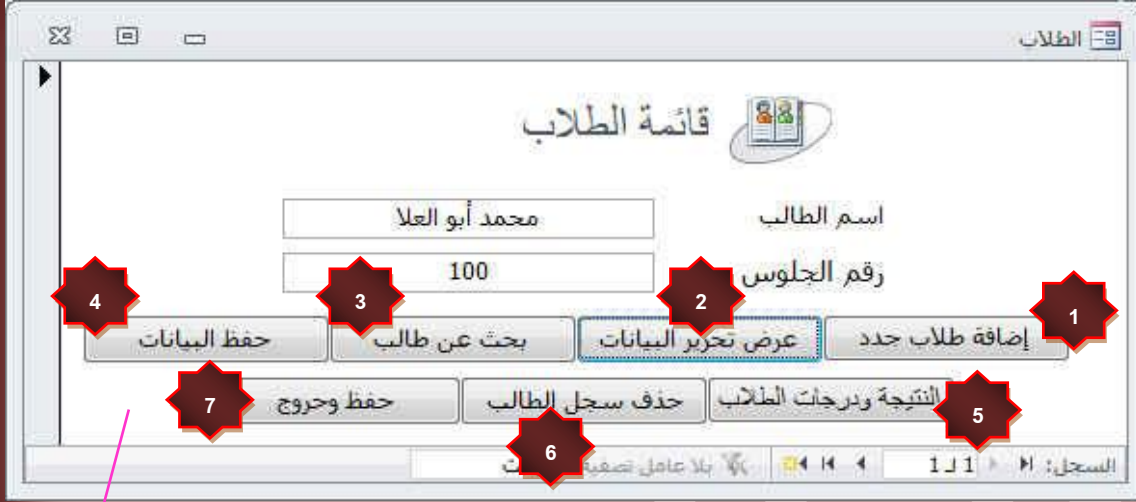 الطلاب
قائمة الطلاب
اسم الطالب محمد أبو العلا
رقم الجلوس 100
1 2 3 4
إضافة طلاب جدد عرض تحرير البيانات بحث عن طالب حفظ البيانات
النتيجة ودرجات الطلاب حذف سجل الطالب حفظ وحروج
5 6 7
السجل: 1 لـ 1 بلا عامل تصفية